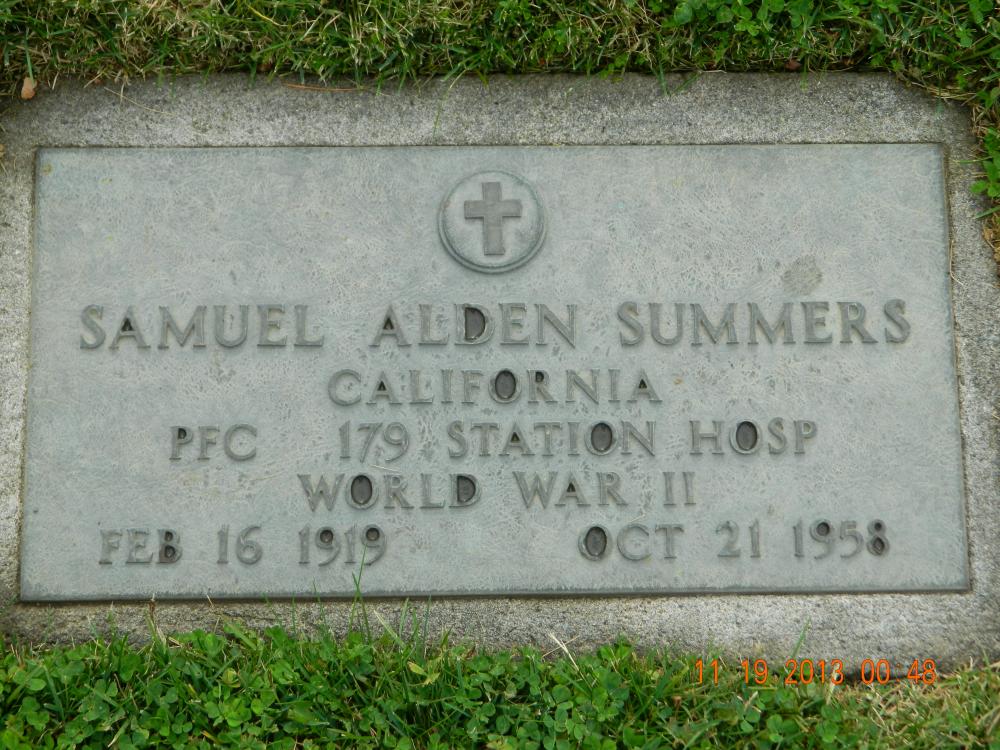 SAMUEL ALDEN SUMMERS
CALIFORNIA
PFC 179 STATION HOSP
WORLD WAR II
FEB 16 1919 OCT 21 1958
11 19 2013 00 48